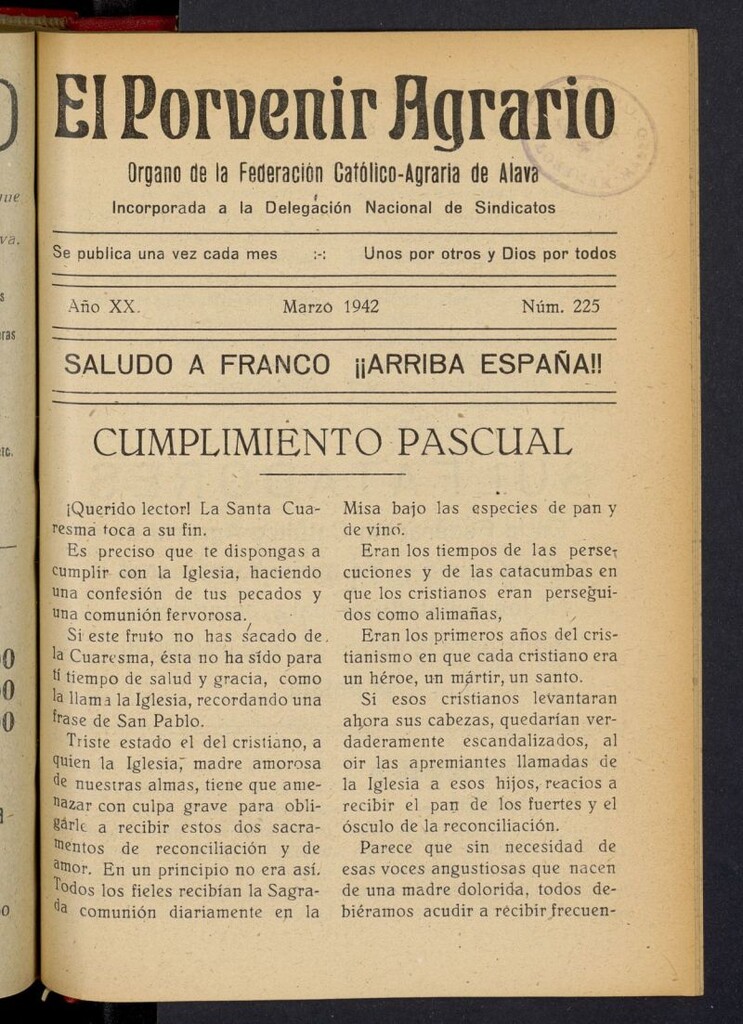 El Porvenir Agrario
Organo de la Federación Católico-Agraria de Alava
Incorporada a la Delegación Nacional de Sindicatos
Se publica una vez cada mes :-: Unos por otros y Dios por todos
Año XX. Marzo 1942 Núm. 225
SALUDO A FRANCO ¡¡ARRIBA ESPAÑA!!
CUMPLIMIENTO PASCUAL
¡Querido lector! La Santa Cua-
resma toca a su fin.
Es preciso que te dispongas a
cumplir con la Iglesia, haciendo
una confesión de tus pecados y
una comunión fervorosa.
Si este fruto no has sacado de
la Cuaresma, ésta no ha sido para
tí tiempo de salud y gracia, como
la llama la Iglesia, recordando una
frase de San Pablo.
Triste estado el del cristiano, a
quien la Iglesia, madre amorosa
de nuestras almas, tiene que ame-
nazar con culpa grave para obli-
garle a recibir estos dos sacra-
mentos de reconciliación y de
amor. En un principio no era así.
Todos los fieles recibían la Sagra-
da comunión diariamente en la
Misa bajo las especies de pan y
de vino.
Eran los tiempos de las perse-
cuciones y de las catacumbas en
que los cristianos eran persegui-
dos como alimañas,
Eran los primeros años del cris-
tianismo en que cada cristiano era
un héroe, un mártir, un santo.
Si esos cristianos levantaran
ahora sus cabezas, quedarían ver-
daderamente escandalizados, al
oir las apremiantes llamadas de
la Iglesia a esos hijos, reacios a
recibir el pan de los fuertes y el
ósculo de la reconciliación.
Parece que sin necesidad de
esas voces angustiosas que nacen
de una madre dolorida, todos de-
biéramos acudir a recibir frecuen-